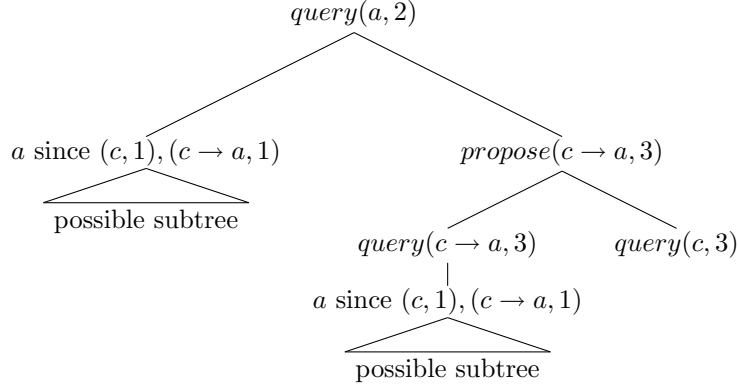 query(a, 2)
a since (c, 1), (c → a, 1)
propose(c → a, 3)
possible subtree
query(c → a, 3)
query(c, 3)
a since (c, 1), (c → a, 1)
possible subtree